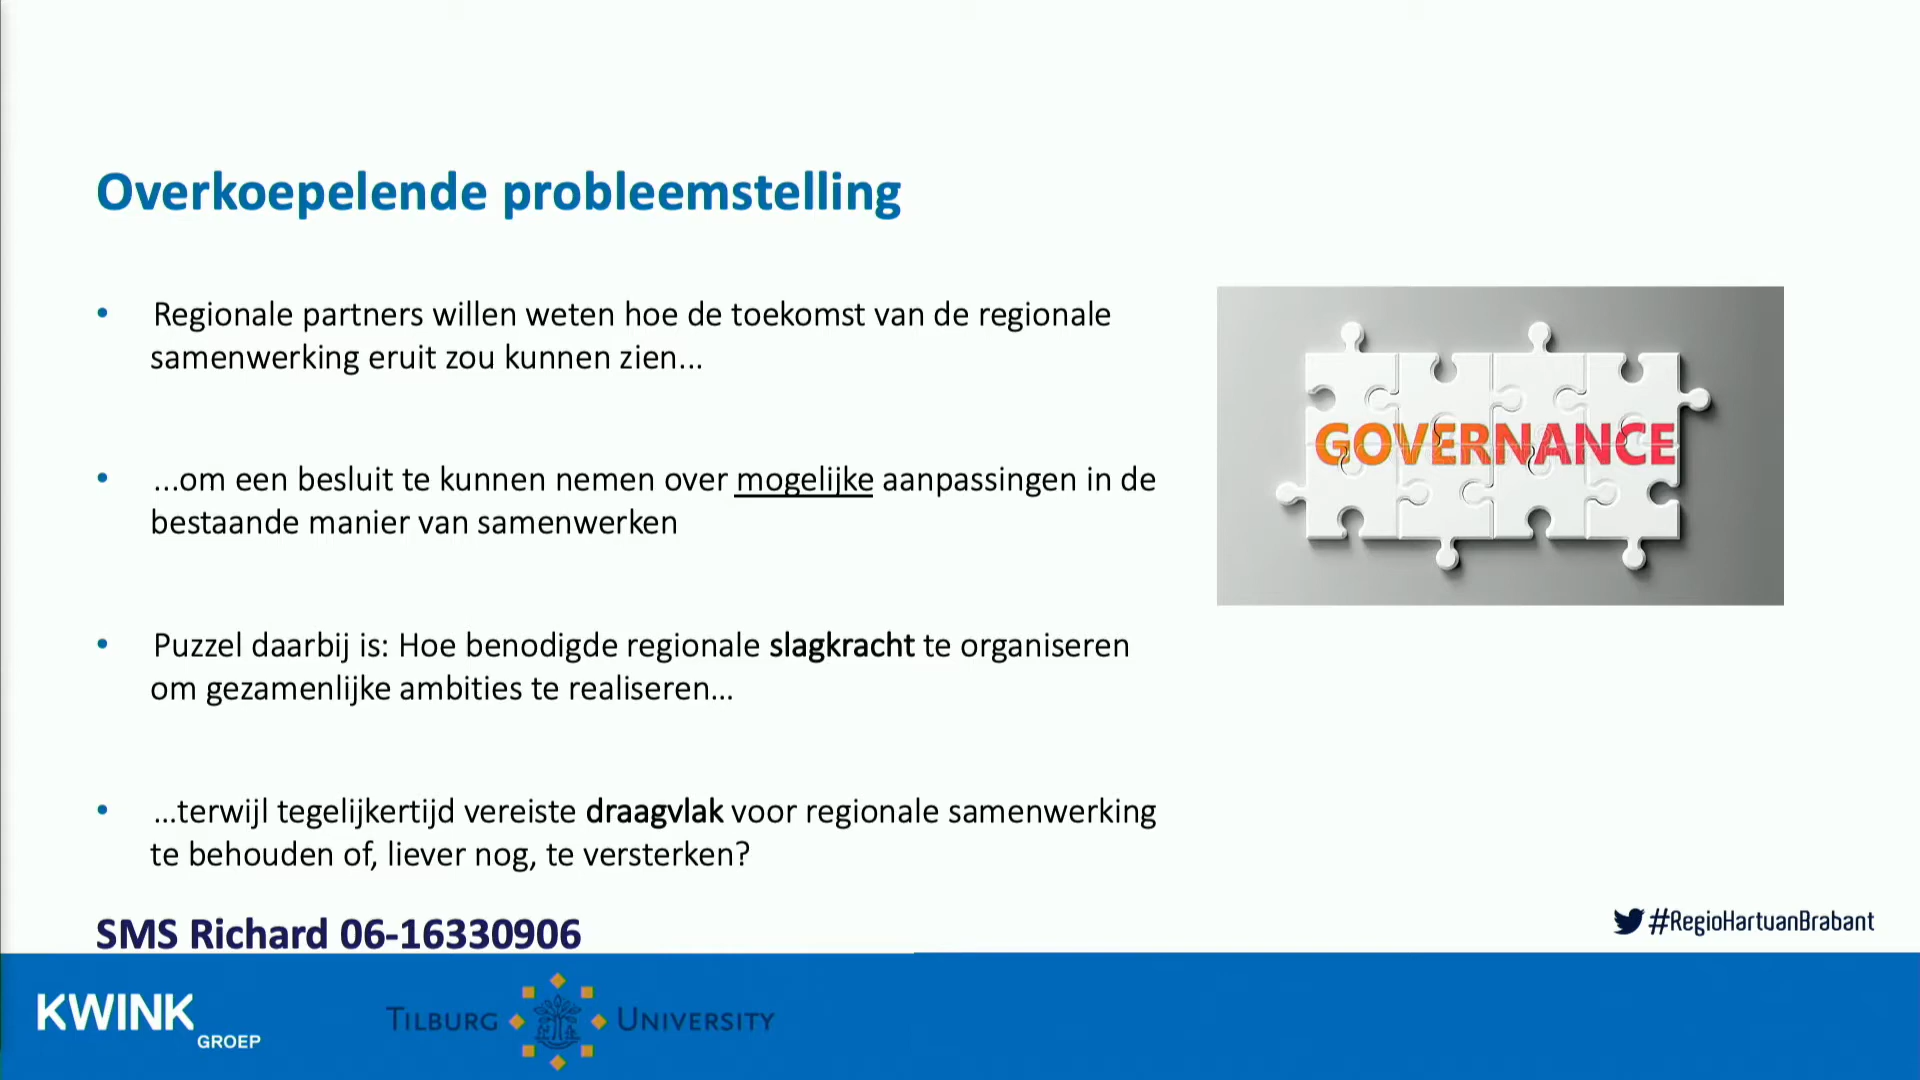 Overkoepelende probleemstelling
• Regionale partners willen weten hoe de toekomst van de regionale
samenwerking eruit zou kunnen zien...
• ...om een besluit te kunnen nemen over mogelijke aanpassingen in de
bestaande manier van samenwerken
• Puzzel daarbij is: Hoe benodigde regionale slagkracht te organiseren
om gezamenlijke ambities te realiseren...
• ...terwijl tegelijkertijd vereiste draagvlak voor regionale samenwerking
te behouden of, liever nog, te versterken?
GOVERNANCE
SMS Richard 06-16330906
#RegioHartvanBrabant
KWINK
GROEP
TILBURG UNIVERSITY